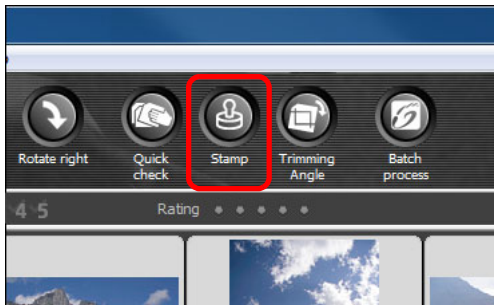 Rotate right
Quick
check
Stamp
Trimming
Angle
Batch
process
4 5
Rating